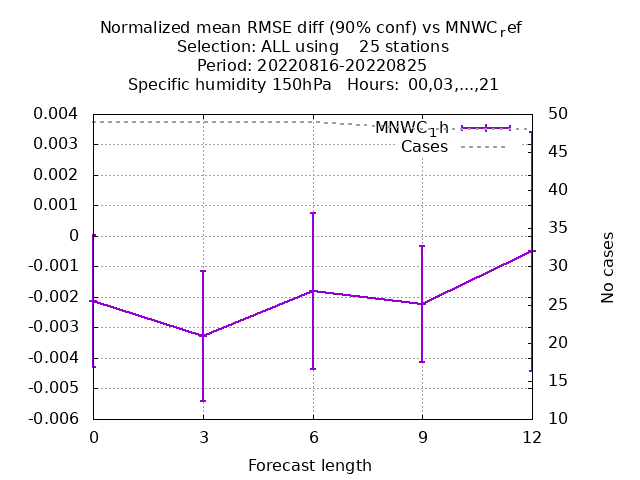 Normalized mean RMSE diff (90% conf) vs MNWC_ref
Selection: ALL using    25 stations
Period: 20220816-20220825
Specific humidity 150hPa   Hours:  00,03,...,21
MNWC_1h
Cases
0.004
0.003
0.002
0.001
0
-0.001
-0.002
-0.003
-0.004
-0.005
-0.006
50
45
40
35
30
25
20
15
10
No cases
0 3 6 9 12
Forecast length